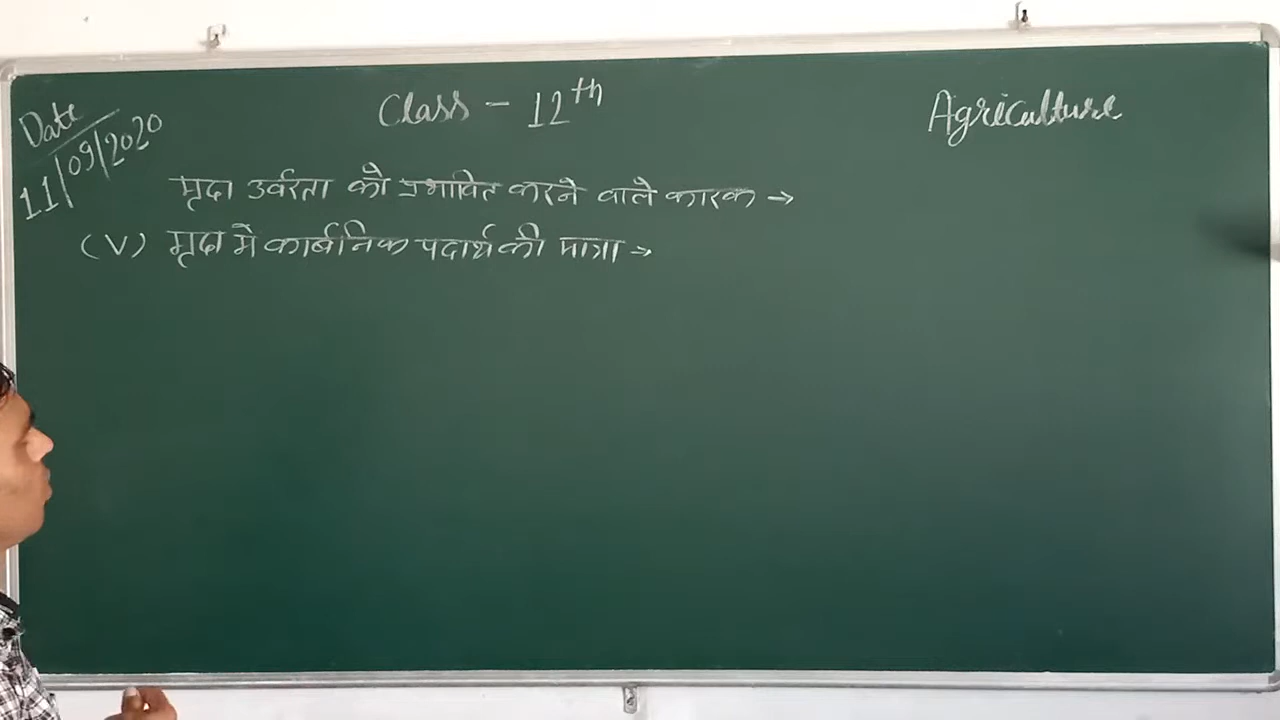 Date
11/09/2020
Class - 12th
Agriculture
मृदा उर्वरता को प्रभावित करने वाले कारक →
(V) मृदा मे कार्बनिक पदार्थ की मात्रा →